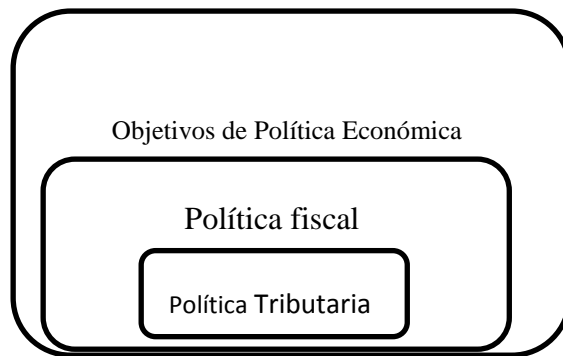 Objetivos de Política Económica
Política fiscal
Política Tributaria